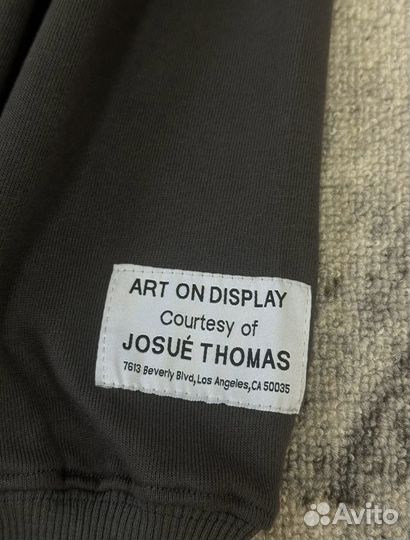 ART ON DISPLAY
Courtesy of
JOSUÉ THOMAS
7613 Beverly Blvd, Los Angeles, CA 50035
Avito